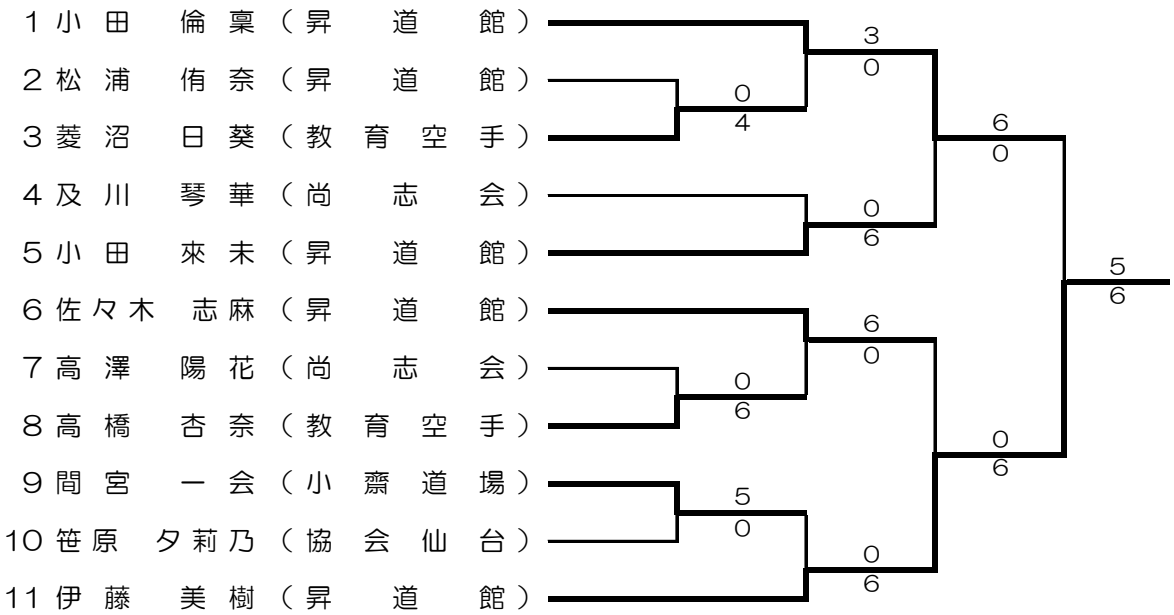 1 小田 倫稟 (昇道館)
3
2 松浦 侑奈 (昇道館)
0
0
4
3 菱沼 日葵 (教育空手)
6
0
4 及川 琴華 (尚志会)
0
6
5 小田 來未 (昇道館)
5
6
6 佐々木 志麻 (昇道館)
6
0
7 高澤 陽花 (尚志会)
0
6
8 高橋 杏奈 (教育空手)
0
6
9 間宮 一会 (小齋道場)
5
0
10 笹原 夕莉乃 (協会仙台)
0
6
11 伊藤 美樹 (昇道館)